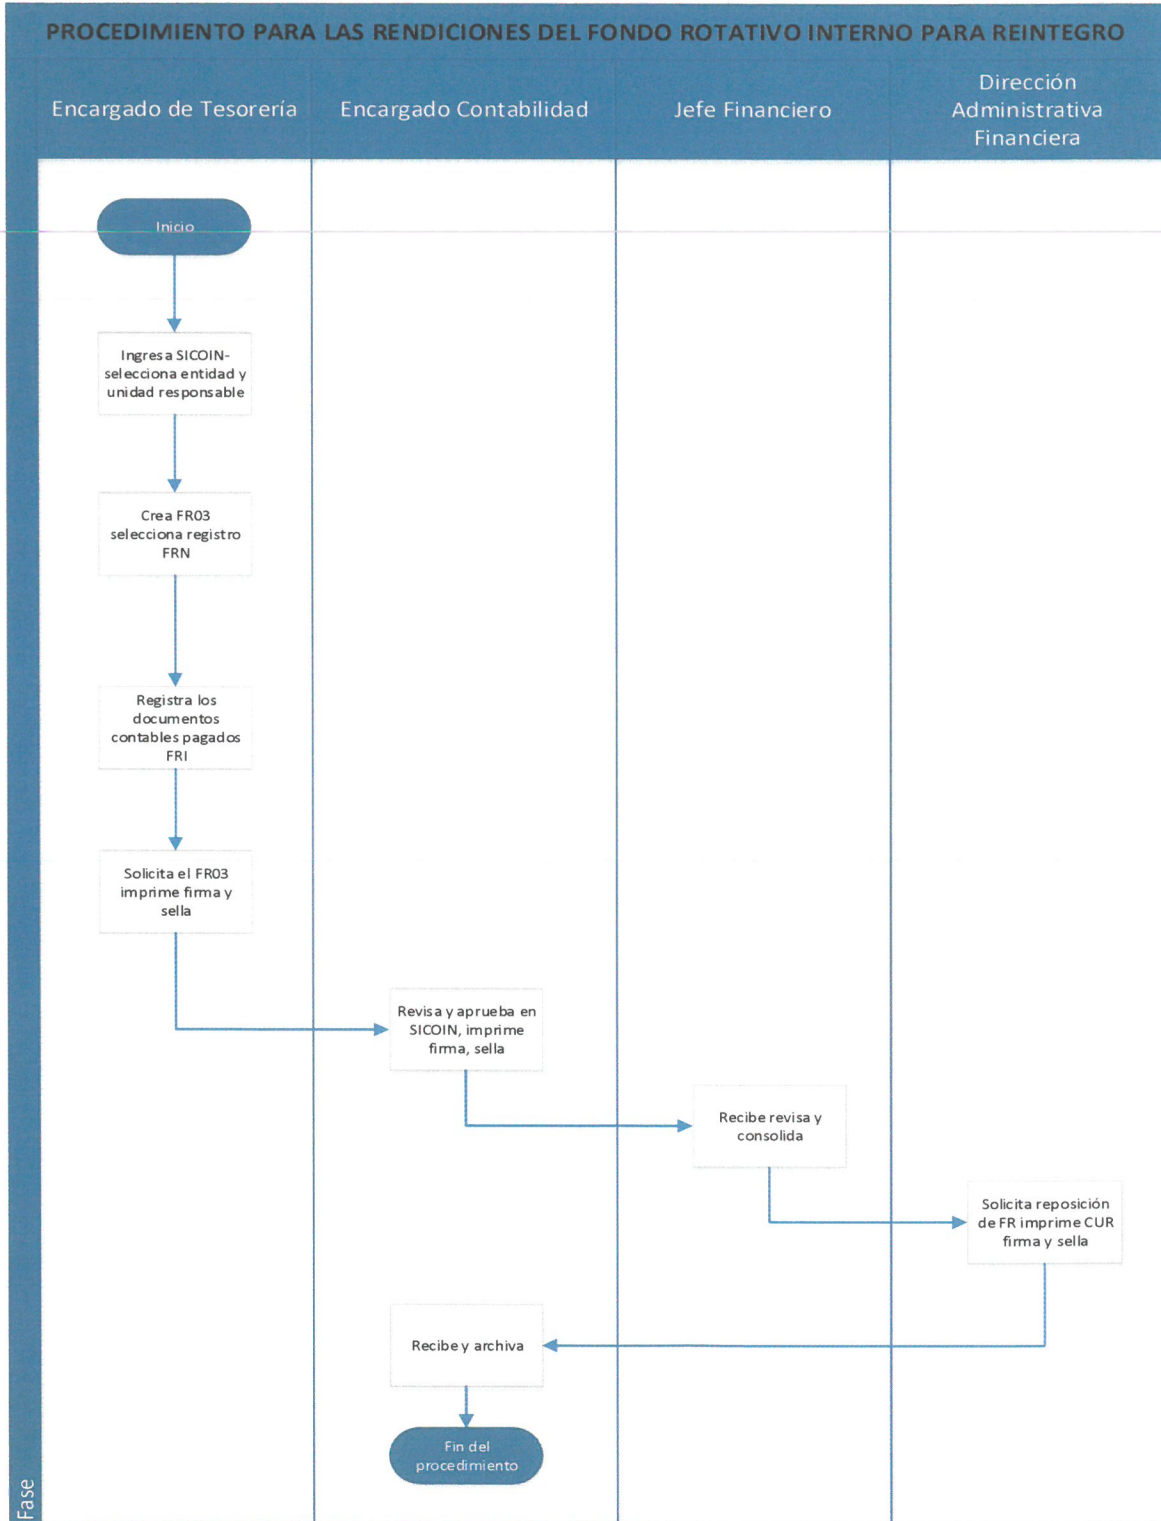 PROCEDIMIENTO PARA LAS RENDICIONES DEL FONDO ROTATIVO INTERNO PARA REINTEGRO
Encargado de Tesorería
Encargado Contabilidad
Jefe Financiero
Dirección
Administrativa
Financiera
Inicio
Ingresa SICOIN-
selecciona entidad y
unidad responsable
Crea FR03
selecciona registro
FRN
Registra los
documentos
contables pagados
FRI
Solicita el FR03
imprime firma y
sella
Revisa y aprueba en
SICOIN, imprime
firma, sella
Recibe revisa y
consolida
Solicita reposición
de FR imprime CUR
firma y sella
Recibe y archiva
Fin del
procedimiento
Fase